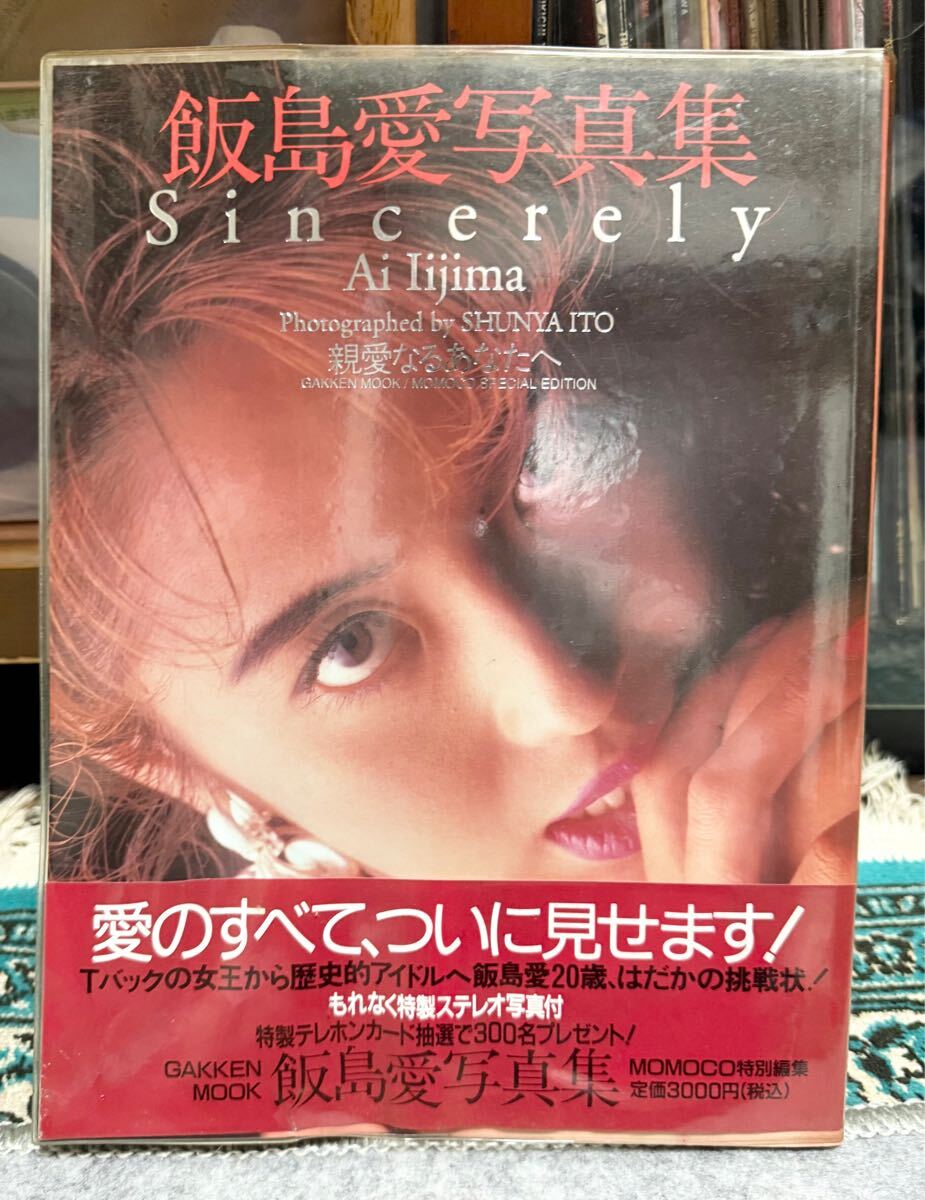 飯島愛写真集
Sincerely
Ai Iijima
Photographed by SHUNYA ITO
親愛なるあなたへ
GAKKEN MOOK / MOMOCO SPECIAL EDITION
愛のすべて、ついに見せます!
Tバックの女王から歴史的アイドルへ飯島愛20歳、はだかの挑戦状!
もれなく特製ステレオ写真付
特製テレホンカード抽選で300名プレゼント!
GAKKEN MOOK
飯島愛写真集
MOMOCO特別編集
定価3000円(税込)